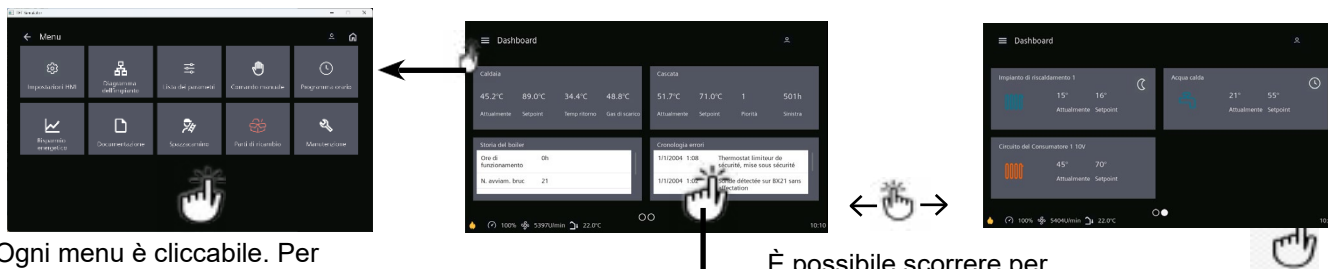 Menu
Impostazioni HMI
Diagramma
dell'impianto
Lista dei parametri
Comando manuale
Programma orario
Risparmio
energetico
Documentazione
Spazzacamino
Parti di ricambio
Manutenzione
Dashboard
Caldaia
45.2°C 89.0°C 34.4°C 48.8°C
Attualmente Setpoint Temp ritorno Gas di scarico
Cascata
51.7°C 71.0°C 1 501h
Attualmente Setpoint Piorità Sinistra
Storia del boiler
Ore di
funzionamento
0h
N. avviam. bruc 21
Cronologia errori
1/1/2004 1:08 Thermostat limiteur de
sécurité, mise sous sécurité
1/1/2004 1:02 de détectée sur BX21 sans
affectation
100% 5397U/min 22.0°C
10:10
Dashboard
Impianto di riscaldamento 1
15° 16°
Attualmente Setpoint
Acqua calda
21° 55°
Attualmente Setpoint
Circuito del Consumatore 1 10V
45° 70°
Attualmente Setpoint
100% 5404U/min 22.0°C
Ogni menu è cliccabile. Per
È possibile scorrere per